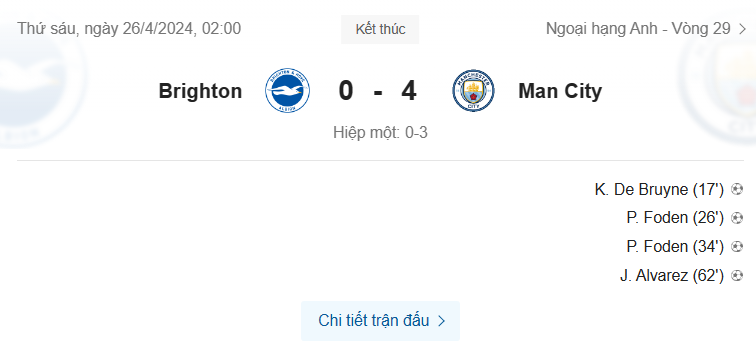 Thứ sáu, ngày 26/4/2024, 02:00
Kết thúc
Ngoại hạng Anh - Vòng 29
Brighton
0 - 4
Man City
Hiệp một: 0-3
K. De Bruyne (17')
P. Foden (26')
P. Foden (34')
J. Alvarez (62')
Chi tiết trận đấu